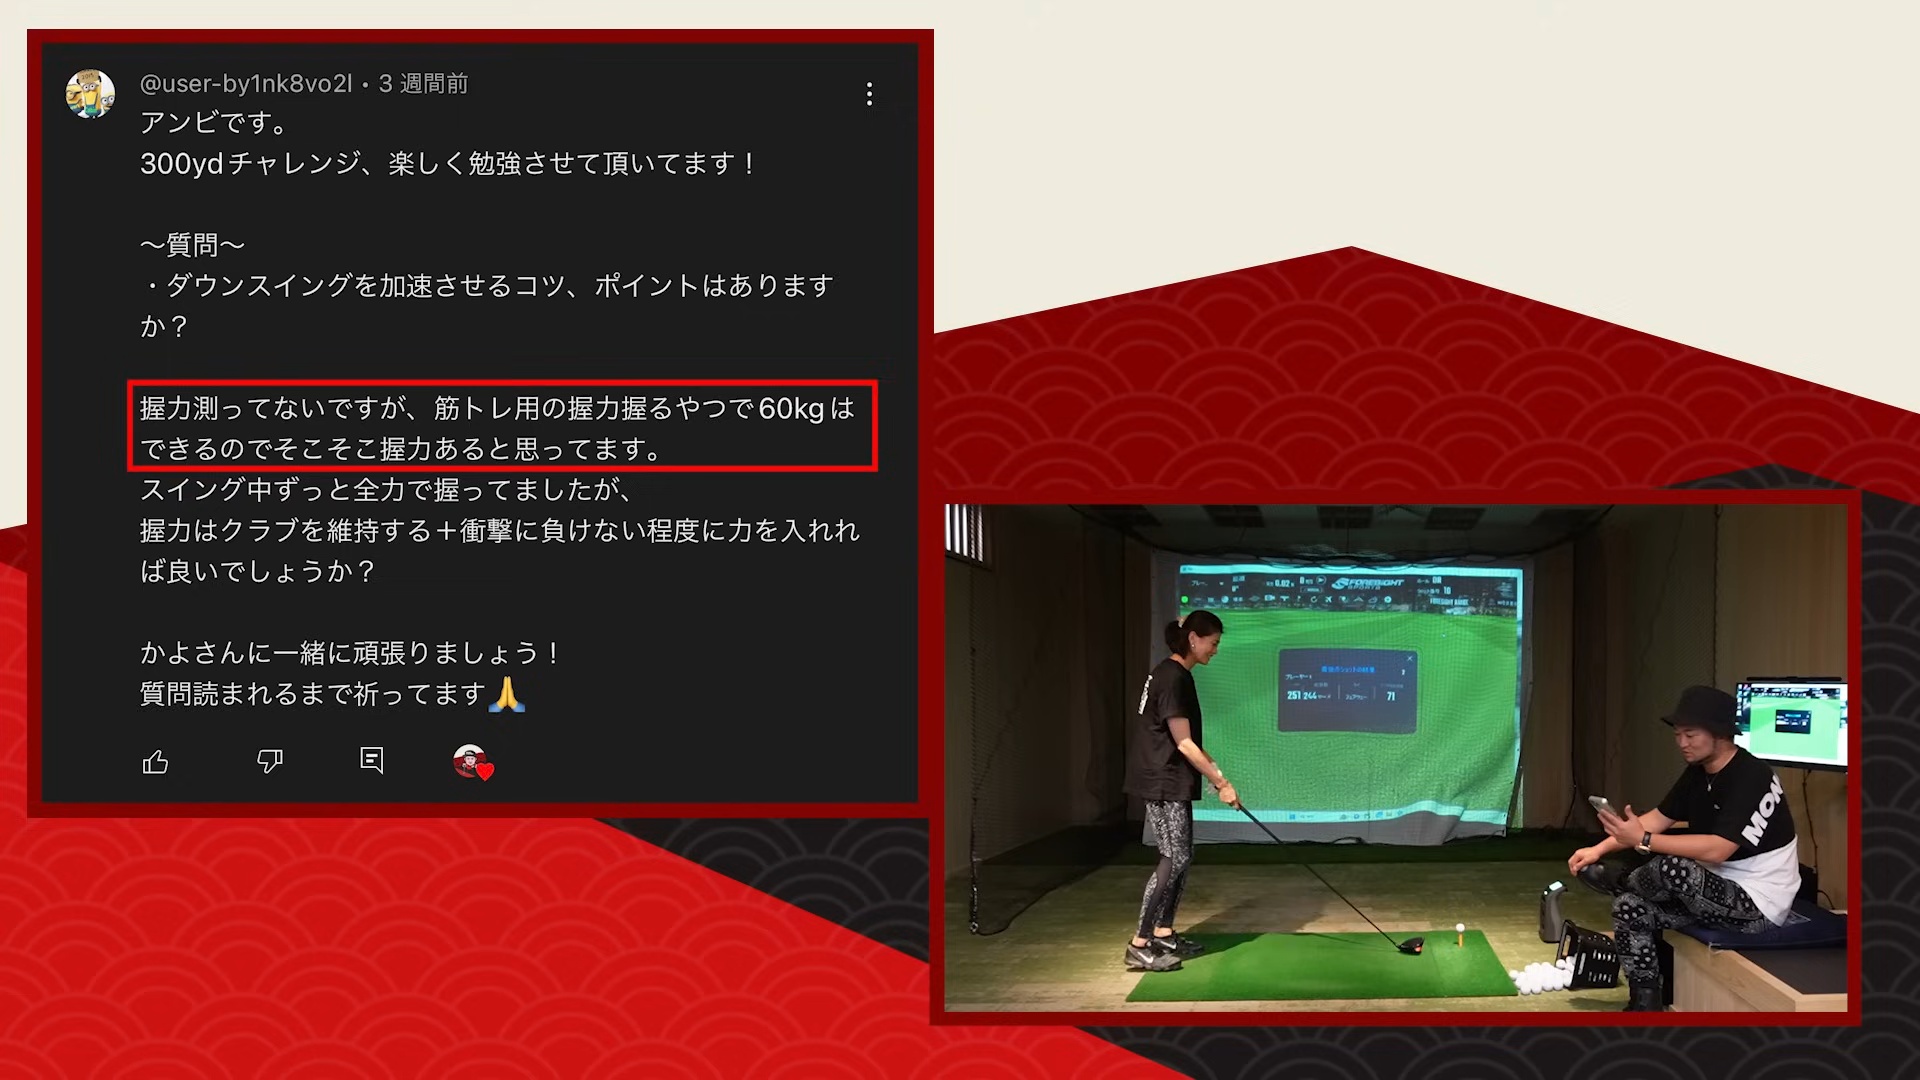 @user-by1nk8vo2l・3 週間前
アンビです。
300ydチャレンジ、楽しく勉強させて頂いてます！
〜質問〜
・ダウンスイングを加速させるコツ、ポイントはあります
か？
握力測ってないですが、筋トレ用の握力握るやつで60kgは
できるのでそこそこ握力あると思ってます。
スイング中ずっと全力で握ってましたが、
握力はクラブを維持する＋衝撃に負けない程度に力を入れれ
ば良いでしょうか？
かよさんに一緒に頑張りましょう！
質問読まれるまで祈ってます🙏
FORESIGHT
SPORTS
251 244 71
MON